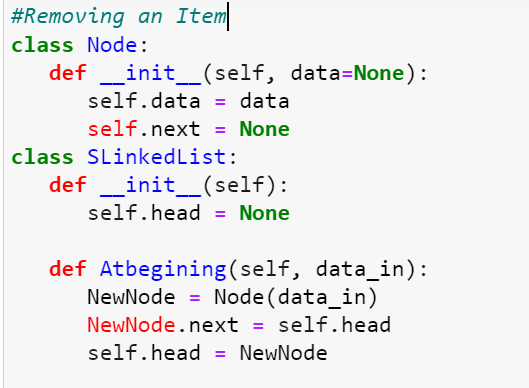 #Removing an Item
class Node:
   def __init__(self, data=None):
      self.data = data
      self.next = None
class SLinkedList:
   def __init__(self):
      self.head = None

   def Atbegining(self, data_in):
      NewNode = Node(data_in)
      NewNode.next = self.head
      self.head = NewNode